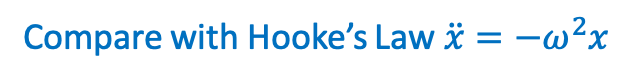 Compare with Hooke’s Law ẍ = −ω²x